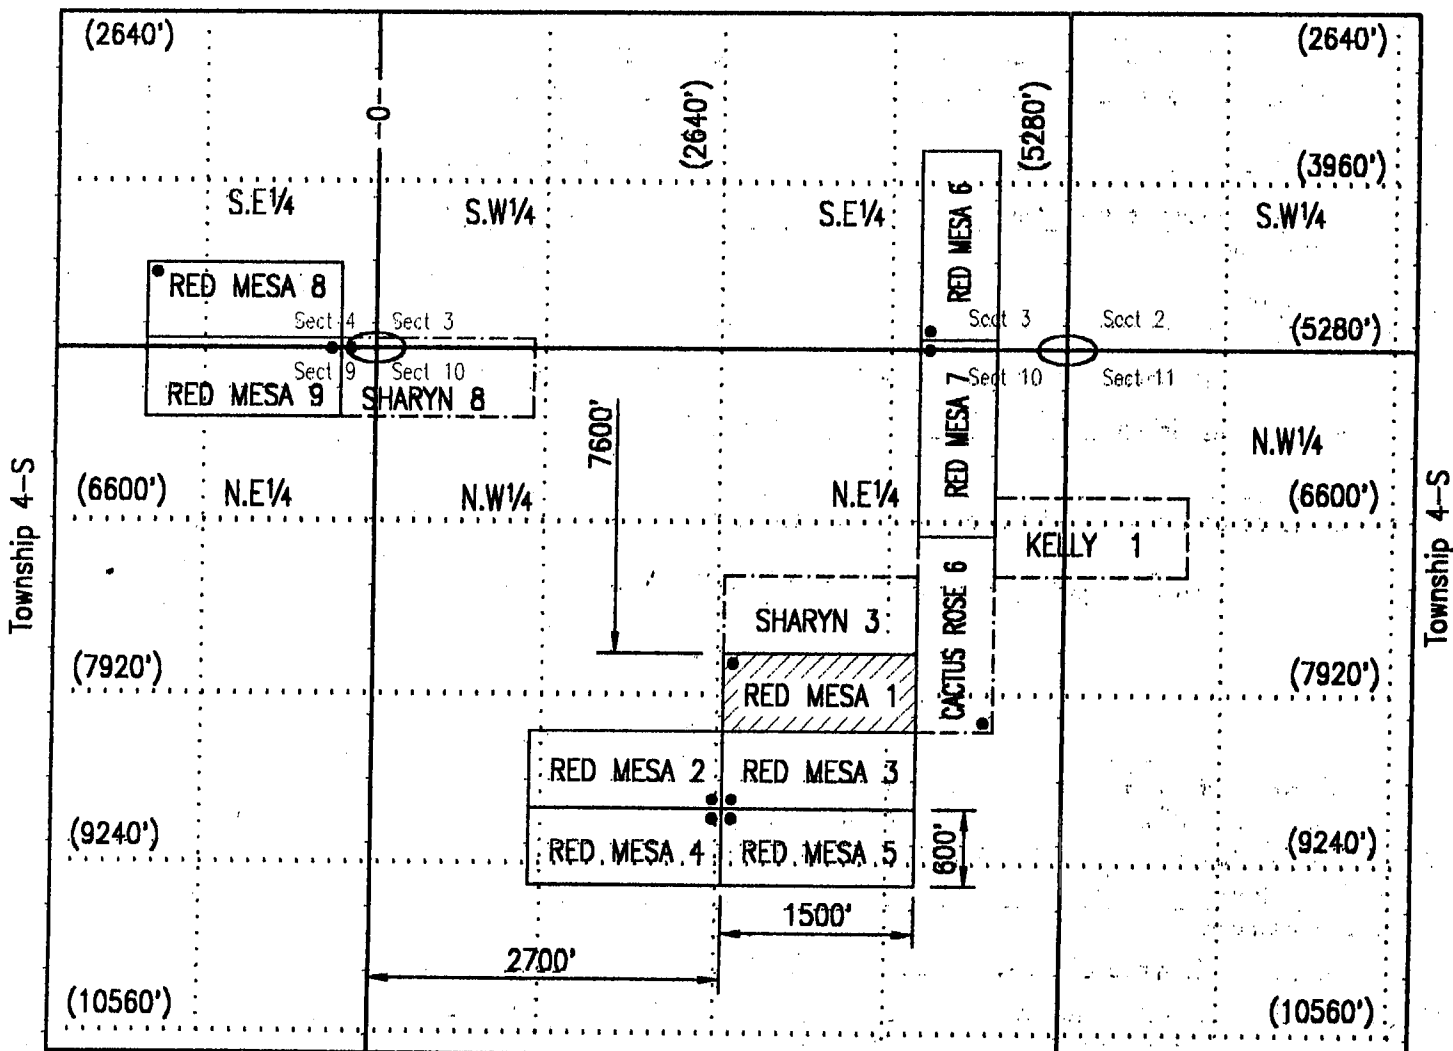 (2640')
(2640')
0
(2640')
(5280')
(3960')
S.E¼
S.W¼
S.E¼
S.W¼
RED MESA 6
RED MESA 8
Sect 4
Sect 3
Sect 3
Sect 2
(5280')
Sect 9
Sect 10
Sect 10
Sect 11
RED MESA 9
SHARYN 8
RED MESA 7
7600'
N.W¼
(6600')
N.E¼
N.W¼
N.E¼
(6600')
Township 4-S
Township 4-S
KELLY 1
SHARYN 3
CACTUS ROSE 6
(7920')
RED MESA 1
(7920')
RED MESA 2
RED MESA 3
(9240')
RED MESA 4
RED MESA 5
600'
(9240')
1500'
2700'
(10560')
(10560')